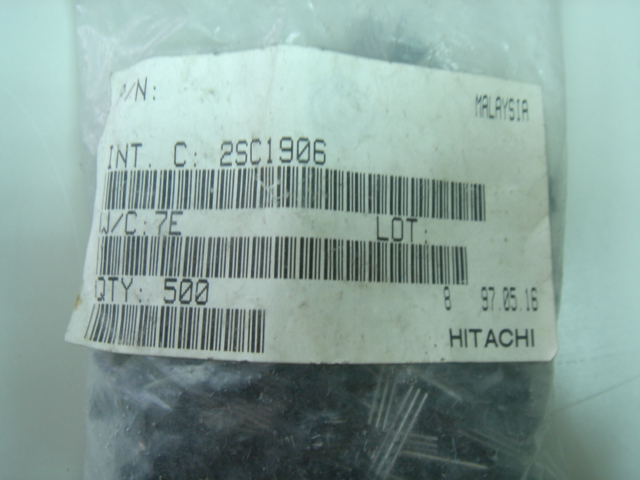 P/N:
MALAYSIA
INT. C: 2SC1906
W/C: 7E LOT:
QTY: 500
8 97.05.16
HITACHI